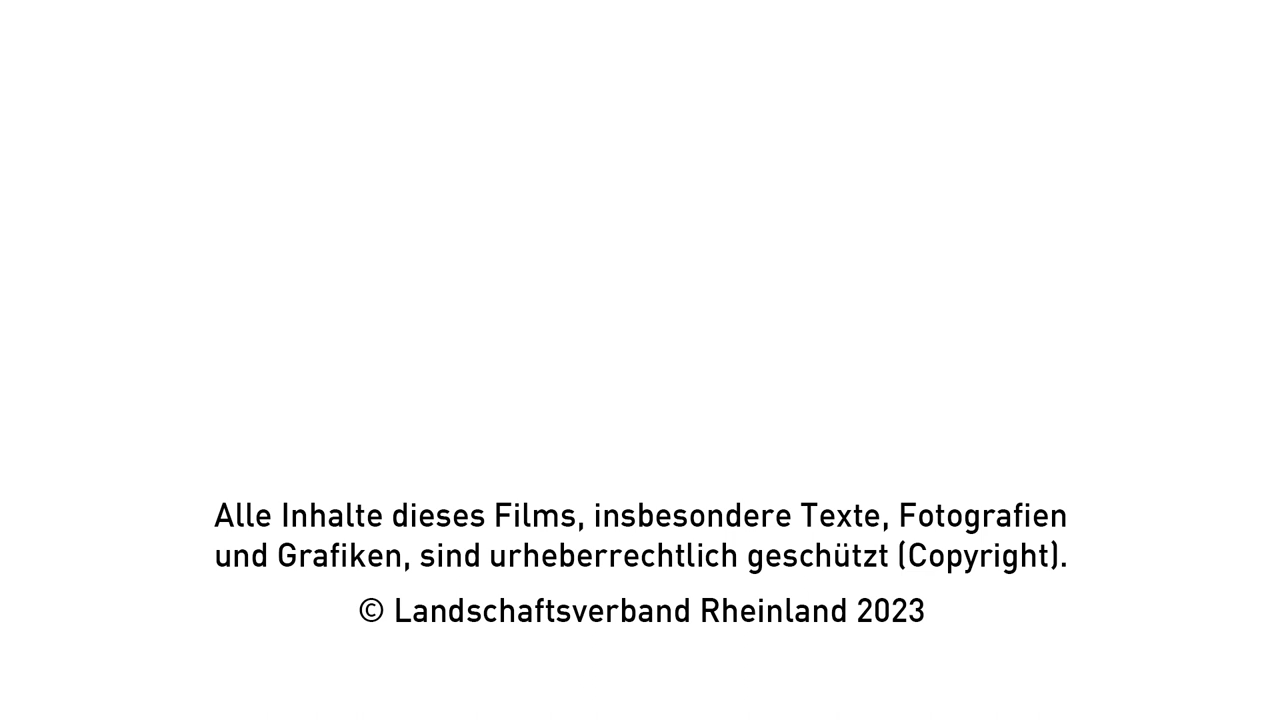 Alle Inhalte dieses Films, insbesondere Texte, Fotografien
und Grafiken, sind urheberrechtlich geschützt (Copyright).
© Landschaftsverband Rheinland 2023